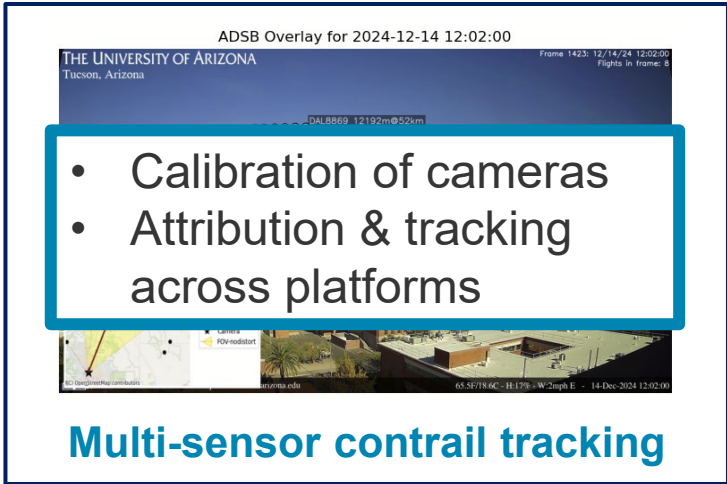 ADSB Overlay for 2024-12-14 12:02:00
THE UNIVERSITY OF ARIZONA
Tucson, Arizona
Frame 1423: 12/14/24 12:02:00
Flights in frame: 8
DAL8869 12192m@52km
• Calibration of cameras
• Attribution & tracking
across platforms
Camera
FOV-nodistort
(C) OpenStreetMap contributors
arizona.edu
65.5F/18.6C - H:17% - W:2mph E - 14-Dec-2024 12:02:00
Multi-sensor contrail tracking